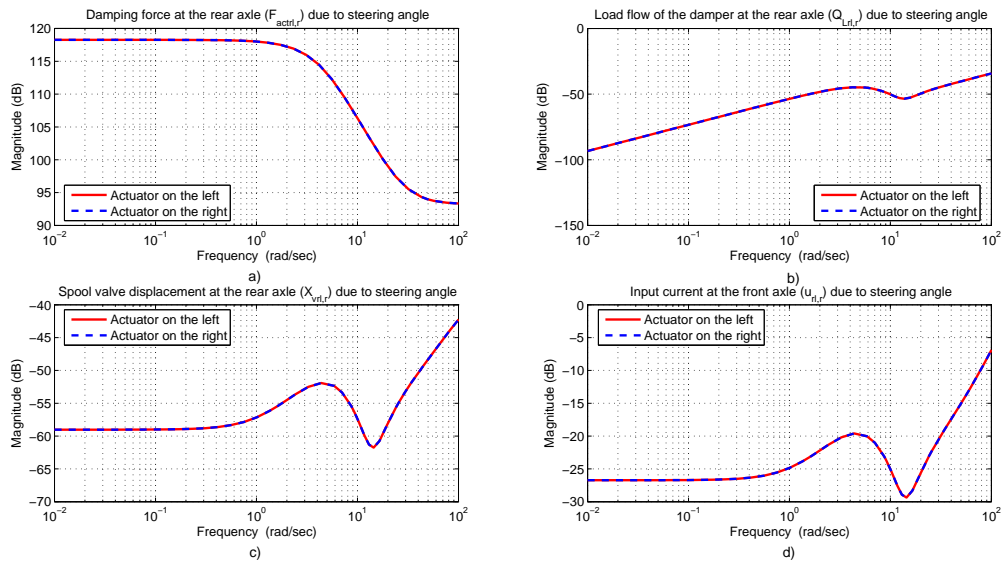 Damping force at the rear axle (F_actrl,r) due to steering angle
Magnitude (dB)
120
115
110
105
100
95
90
Actuator on the left
Actuator on the right
10^-2
10^-1
10^0
10^1
10^2
Frequency (rad/sec)
a)
Load flow of the damper at the rear axle (Q_Lrl,r) due to steering angle
Magnitude (dB)
0
−50
−100
−150
Actuator on the left
Actuator on the right
10^-2
10^-1
10^0
10^1
10^2
Frequency (rad/sec)
b)
Spool valve displacement at the rear axle (X_vrl,r) due to steering angle
Magnitude (dB)
−40
−45
−50
−55
−60
−65
−70
Actuator on the left
Actuator on the right
10^-2
10^-1
10^0
10^1
10^2
Frequency (rad/sec)
c)
Input current at the front axle (u_rl,r) due to steering angle
Magnitude (dB)
0
−5
−10
−15
−20
−25
−30
Actuator on the left
Actuator on the right
10^-2
10^-1
10^0
10^1
10^2
Frequency (rad/sec)
d)